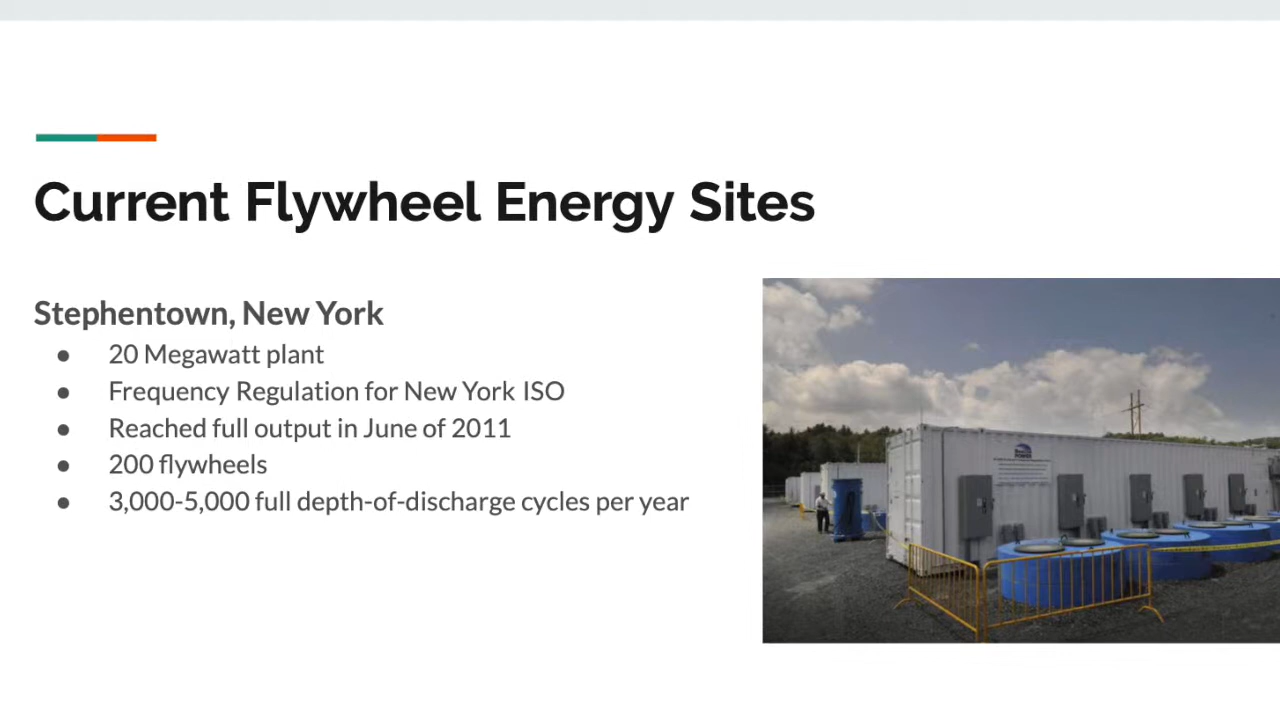 Current Flywheel Energy Sites
Stephentown, New York
● 20 Megawatt plant
● Frequency Regulation for New York ISO
● Reached full output in June of 2011
● 200 flywheels
● 3,000-5,000 full depth-of-discharge cycles per year